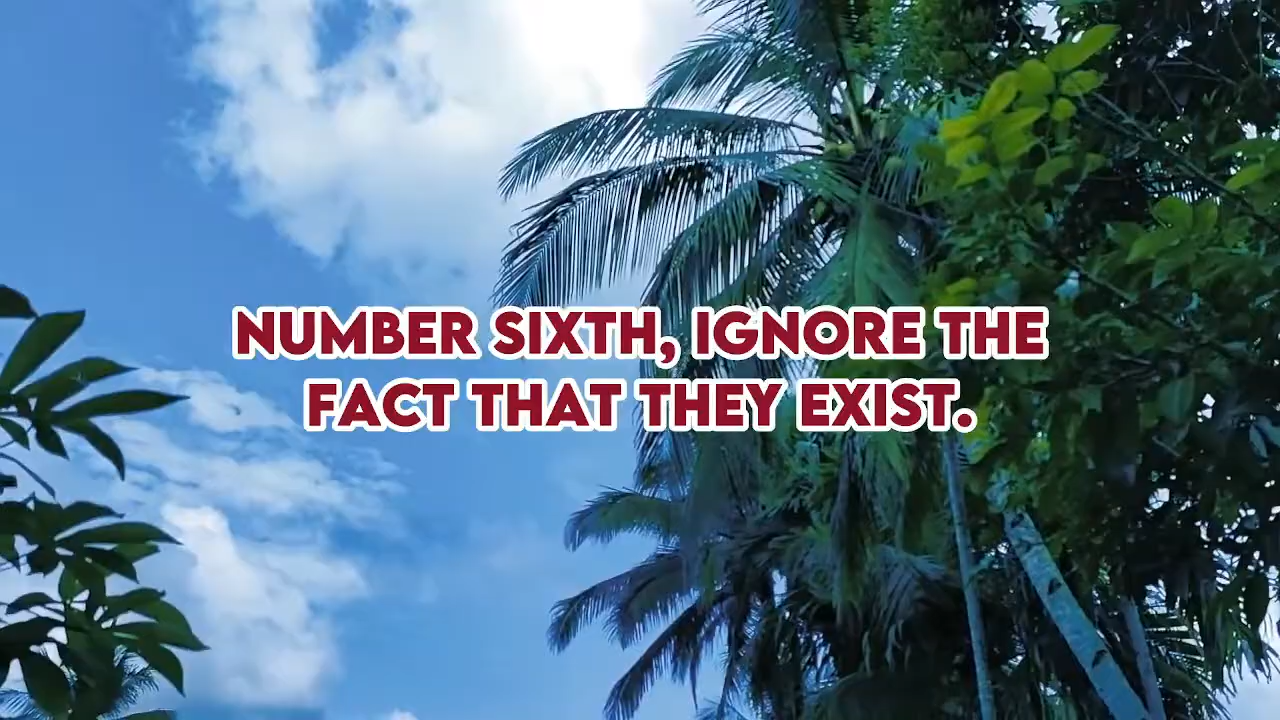 NUMBER SIXTH, IGNORE THE
FACT THAT THEY EXIST.